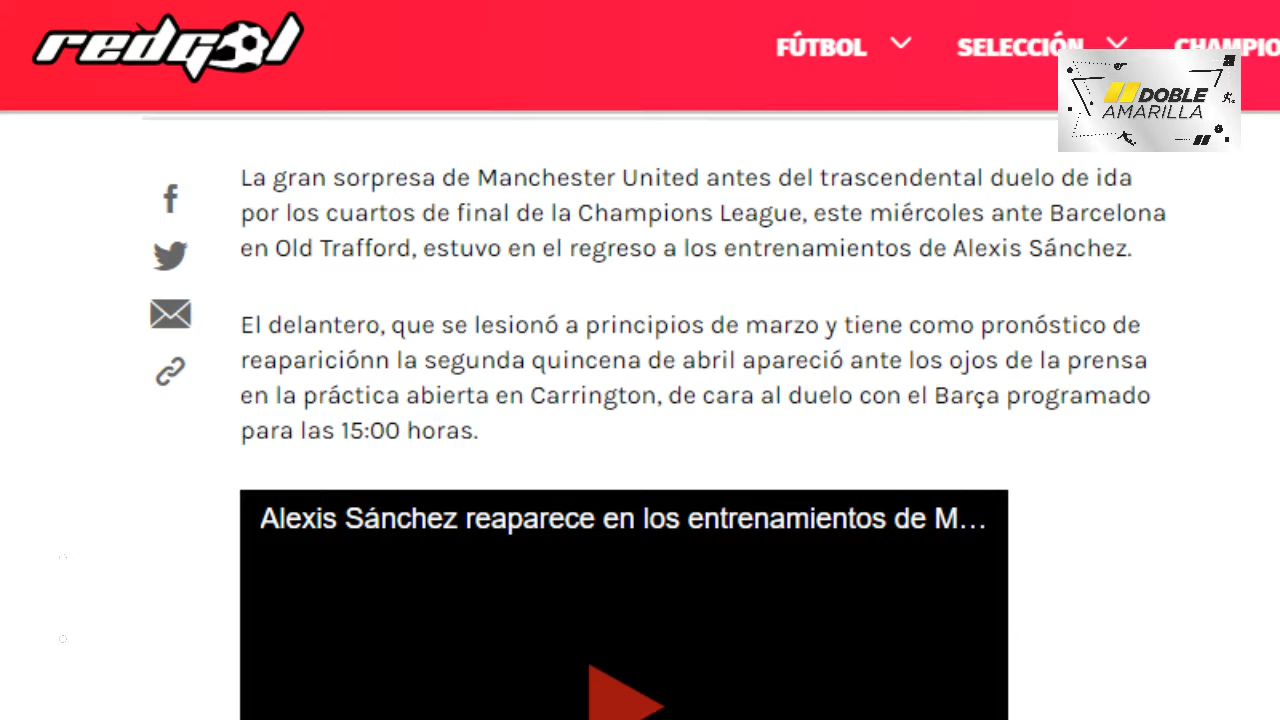 redgol
FÚTBOL SELECCIÓN CHAMPIO
DOBLE
AMARILLA
La gran sorpresa de Manchester United antes del trascendental duelo de ida
por los cuartos de final de la Champions League, este miércoles ante Barcelona
en Old Trafford, estuvo en el regreso a los entrenamientos de Alexis Sánchez.
El delantero, que se lesionó a principios de marzo y tiene como pronóstico de
reapariciónn la segunda quincena de abril apareció ante los ojos de la prensa
en la práctica abierta en Carrington, de cara al duelo con el Barça programado
para las 15:00 horas.
Alexis Sánchez reaparece en los entrenamientos de M...